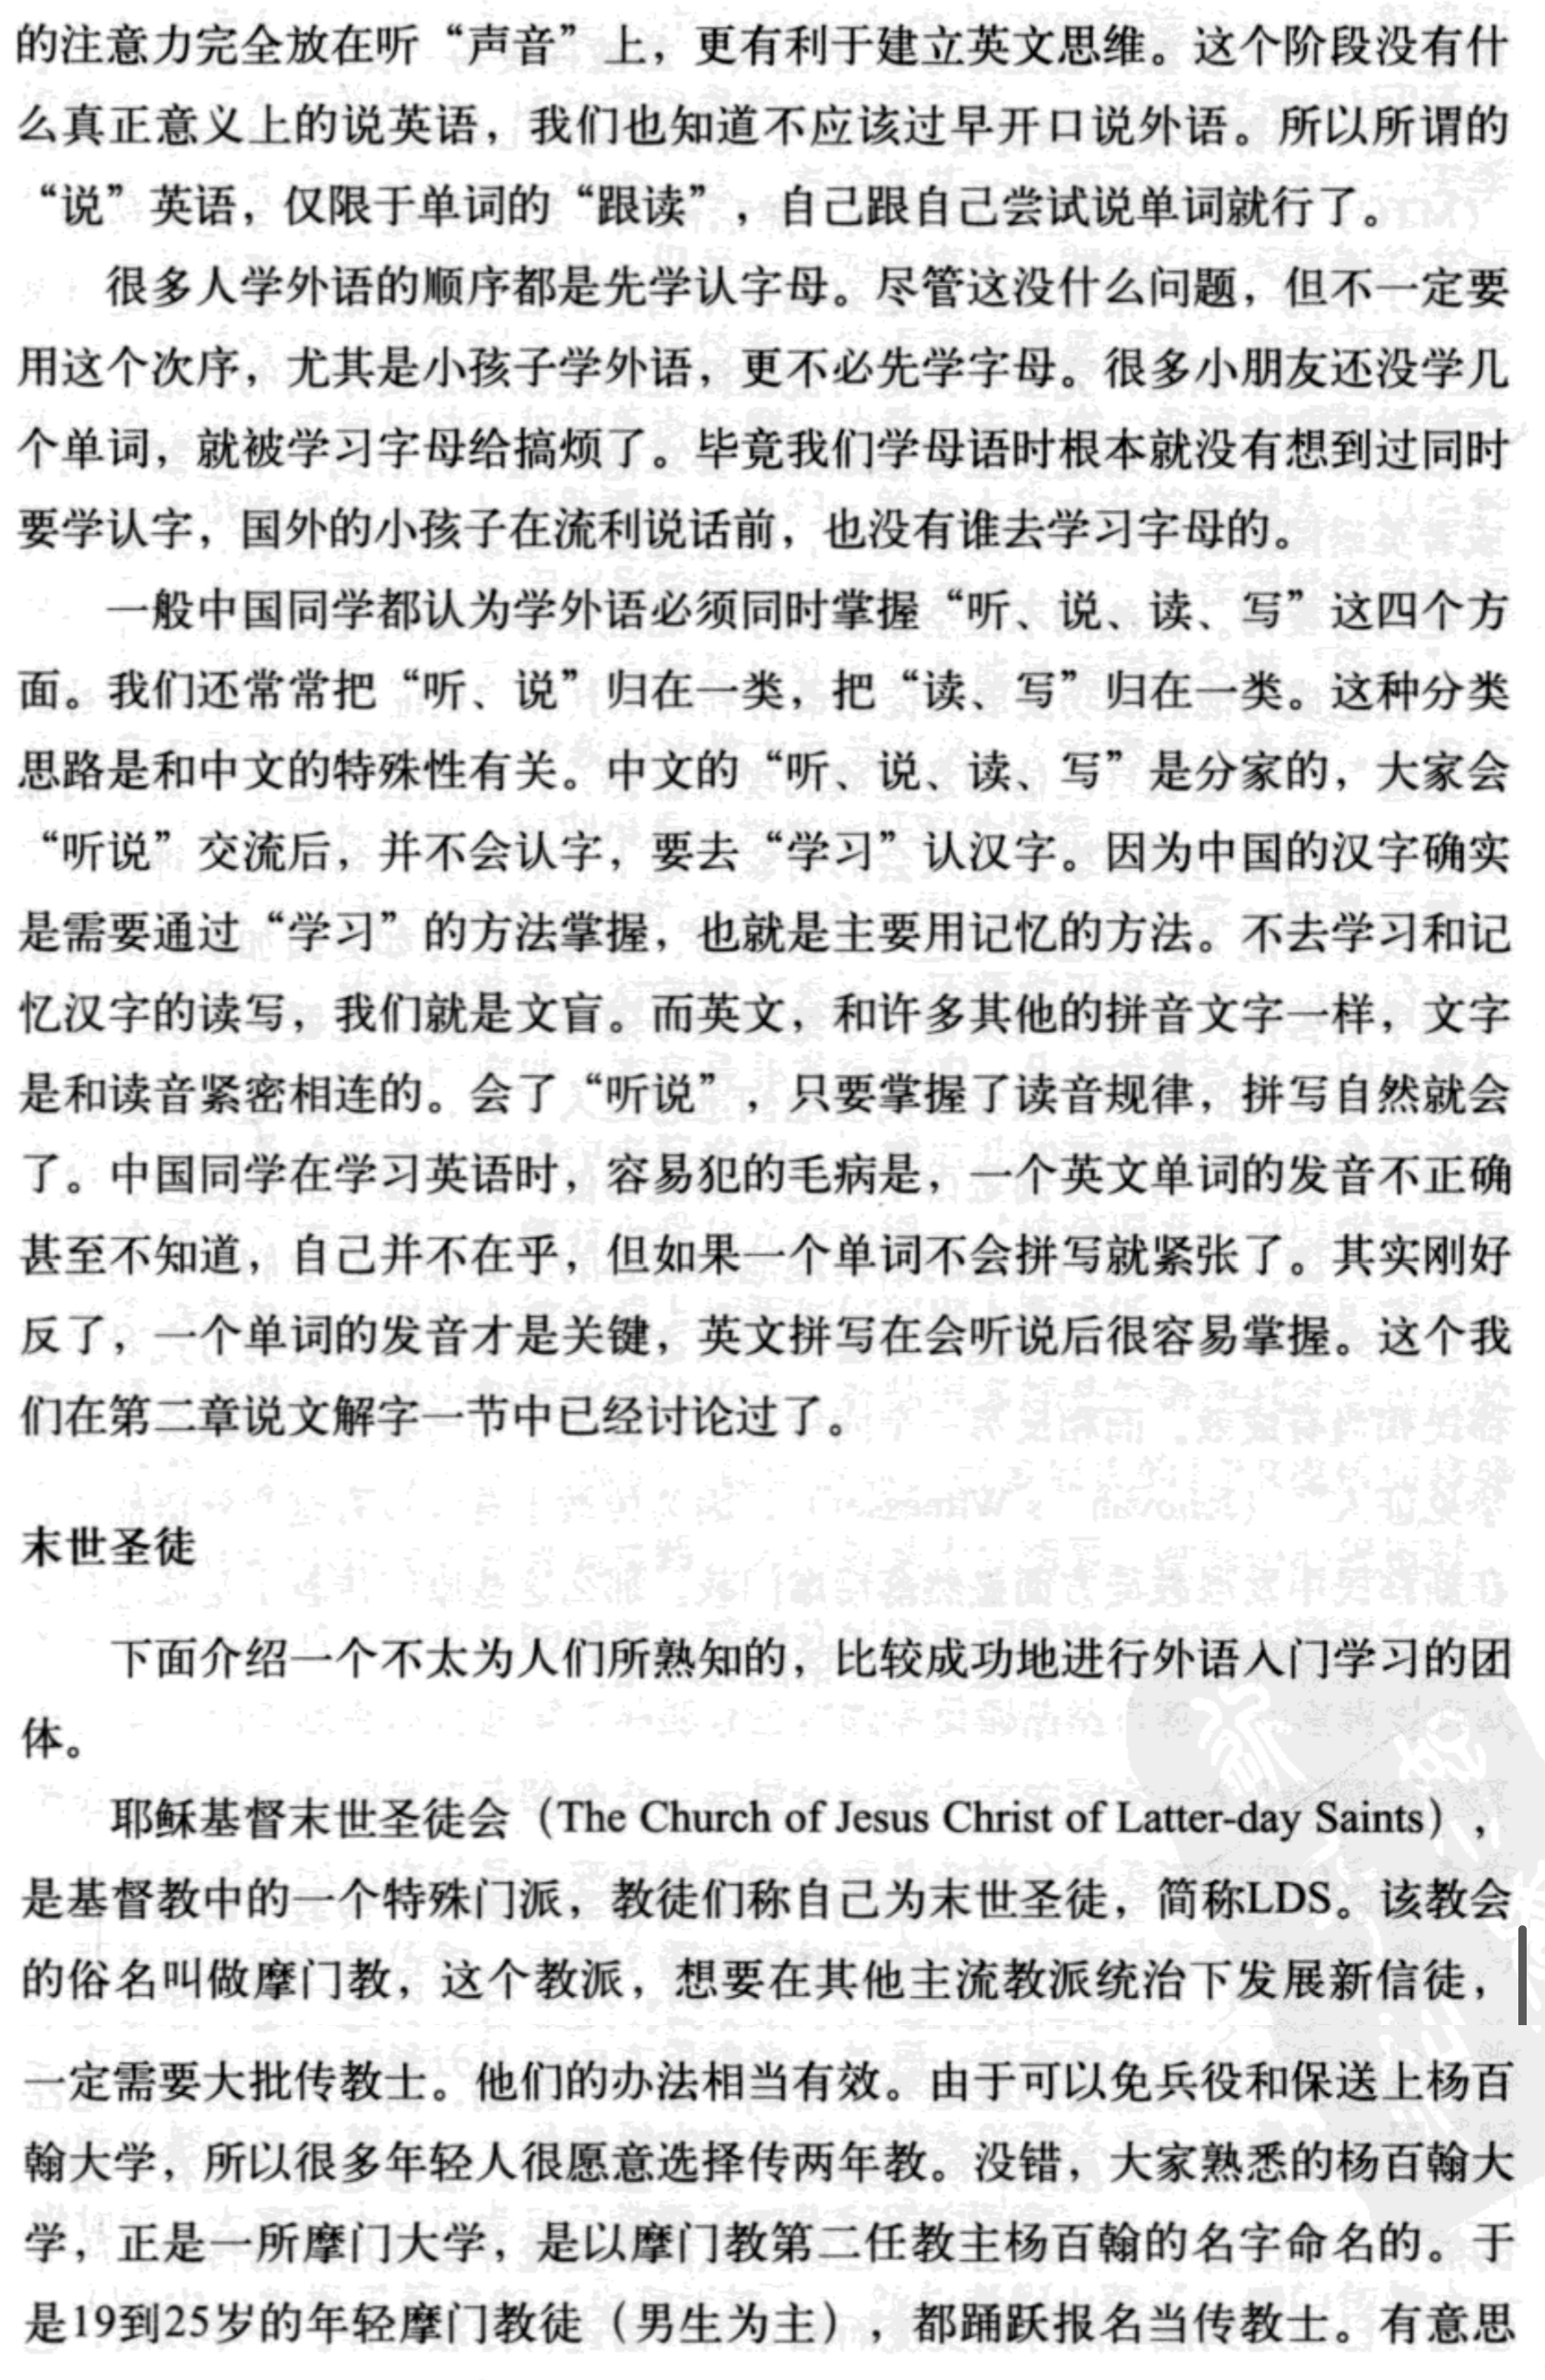 的注意力完全放在听“声音”上，更有利于建立英文思维。这个阶段没有什
么真正意义上的说英语，我们也知道不应该过早开口说外语。所以所谓的
“说”英语，仅限于单词的“跟读”，自己跟自己尝试说单词就行了。
很多人学外语的顺序都是先学认字母。尽管这没什么问题，但不一定要
用这个次序，尤其是小孩子学外语，更不必先学字母。很多小朋友还没学几
个单词，就被学习字母给搞烦了。毕竟我们学母语时根本就没有想到过同时
要学认字，国外的小孩子在流利说话前，也没有谁去学习字母的。
一般中国同学都认为学外语必须同时掌握“听、说、读、写”这四个方
面。我们还常常把“听、说”归在一类，把“读、写”归在一类。这种分类
思路是和中文的特殊性有关。中文的“听、说、读、写”是分家的，大家会
“听说”交流后，并不会认字，要去“学习”认汉字。因为中国的汉字确实
是需要通过“学习”的方法掌握，也就是主要用记忆的方法。不去学习和记
忆汉字的读写，我们就是文盲。而英文，和许多其他的拼音文字一样，文字
是和读音紧密相连的。会了“听说”，只要掌握了读音规律，拼写自然就会
了。中国同学在学习英语时，容易犯的毛病是，一个英文单词的发音不正确
甚至不知道，自己并不在乎，但如果一个单词不会拼写就紧张了。其实刚好
反了，一个单词的发音才是关键，英文拼写在会听说后很容易掌握。这个我
们在第二章说文解字一节中已经讨论过了。
末世圣徒
下面介绍一个不太为人们所熟知的，比较成功地进行外语入门学习的团
体。
耶稣基督末世圣徒会（The Church of Jesus Christ of Latter-day Saints），
是基督教中的一个特殊门派，教徒们称自己为末世圣徒，简称LDS。该教会
的俗名叫做摩门教，这个教派，想要在其他主流教派统治下发展新信徒，
一定需要大批传教士。他们的办法相当有效。由于可以免兵役和保送上杨百
翰大学，所以很多年轻人很愿意选择传两年教。没错，大家熟悉的杨百翰大
学，正是一所摩门大学，是以摩门教第二任教主杨百翰的名字命名的。于
是19到25岁的年轻摩门教徒（男生为主），都踊跃报名当传教士。有意思